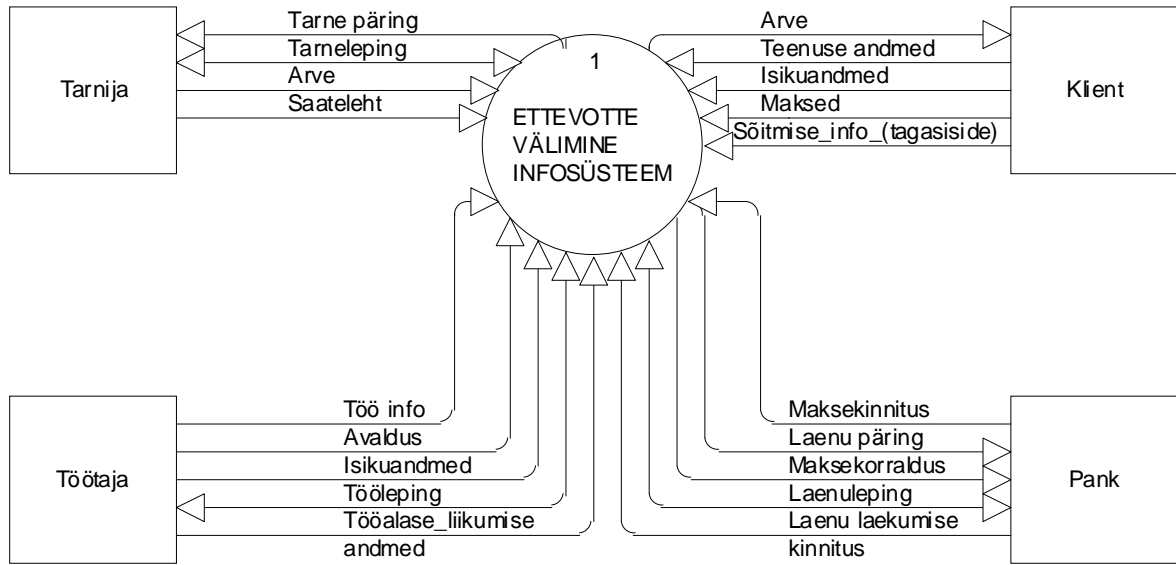 Tarnija
Tarne päring
Tarneleping
Arve
Saateleht
1
ETTEVOTTE
VÄLIMINE
INFOSÜSTEEM
Arve
Teenuse andmed
Isikuandmed
Maksed
Sõitmise_info_(tagasiside)
Klient
Töötaja
Töö info
Avaldus
Isikuandmed
Tööleping
Tööalase_liikumise
andmed
Maksekinnitus
Laenu päring
Maksekorraldus
Laenuleping
Laenu laekumise
kinnitus
Pank